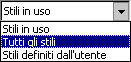 Stili in uso
Stili in uso
Tutti gli stili
Stili definiti dall'utente